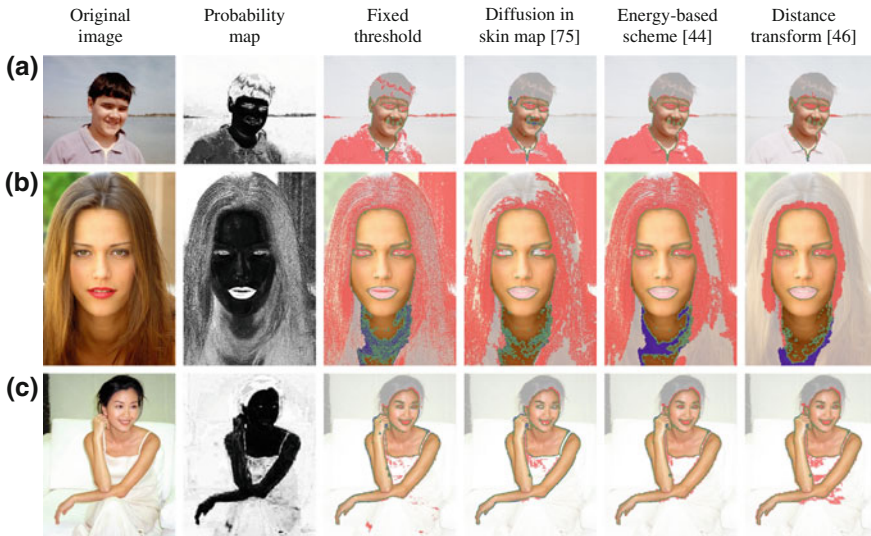 Original image
Probability map
Fixed threshold
Diffusion in skin map [75]
Energy-based scheme [44]
Distance transform [46]
(a)
(b)
(c)